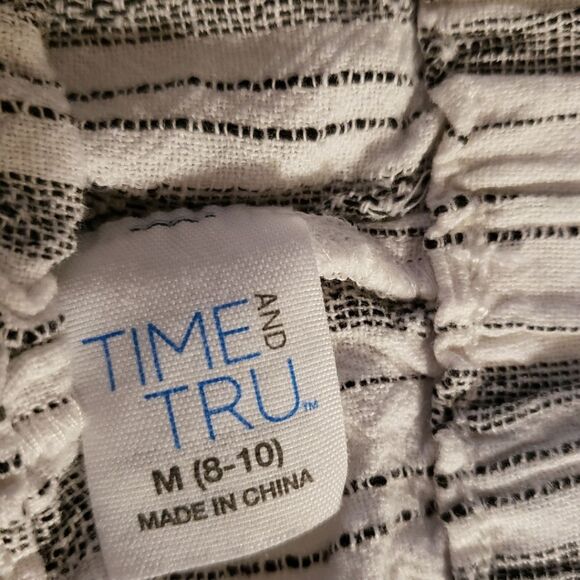 TIME AND
TRU™
M (8-10)
MADE IN CHINA